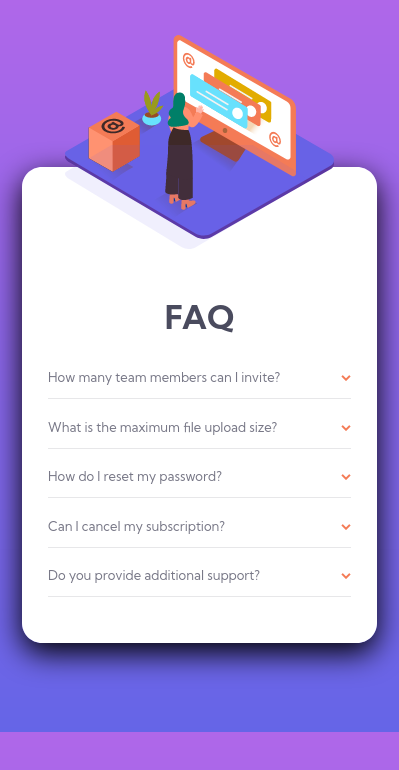 @
@
@
FAQ
How many team members can I invite?
What is the maximum file upload size?
How do I reset my password?
Can I cancel my subscription?
Do you provide additional support?